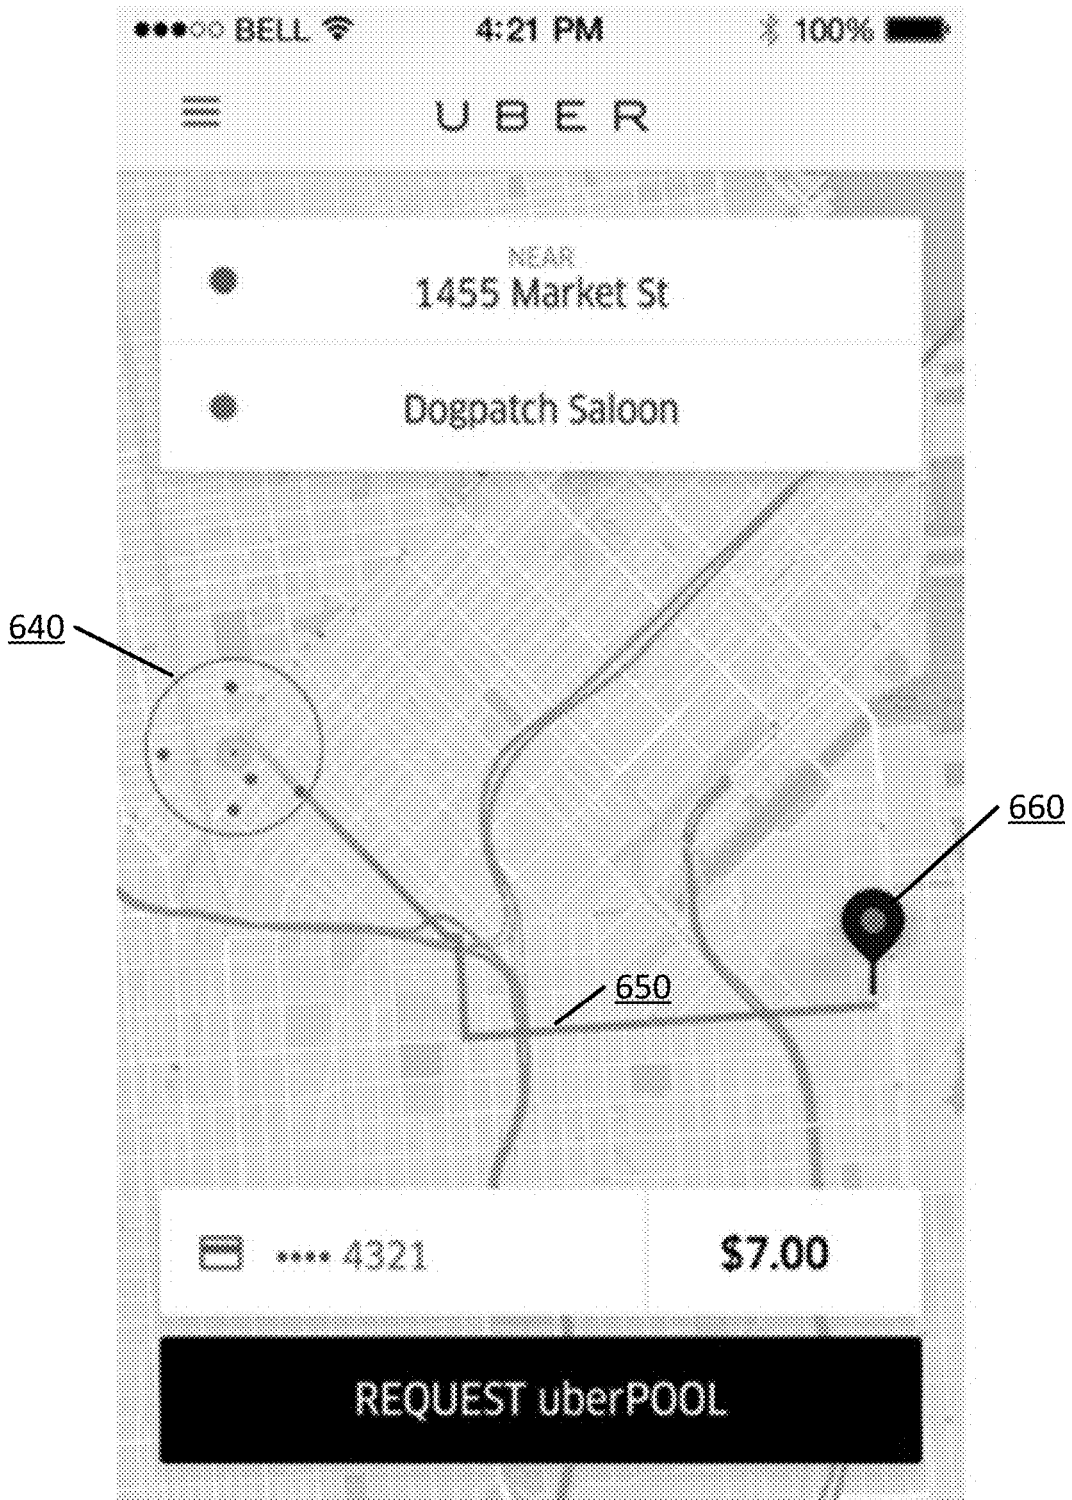 BELL 4:21 PM 100%
UBER
NEAR
1455 Market St
Dogpatch Saloon
640
660
650
•••• 4321 $7.00
REQUEST uberPOOL